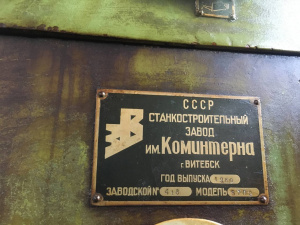 СССР
СТАНКОСТРОИТЕЛЬНЫЙ
ЗАВОД
ИМ. Коминтерна
г. ВИТЕБСК
ГОД ВЫПУСКА
ЗАВОДСКОЙ № МОДЕЛЬ